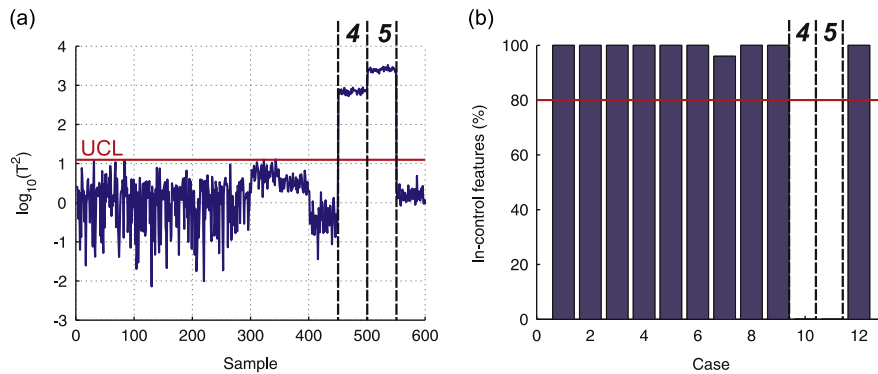 (a)
4 5
4
3
2
1
0
-1
-2
-3
UCL
log10(T2)
0 100 200 300 400 500 600
Sample
(b)
4 5
100
80
60
40
20
0
In-control features (%)
0 2 4 6 8 10 12
Case